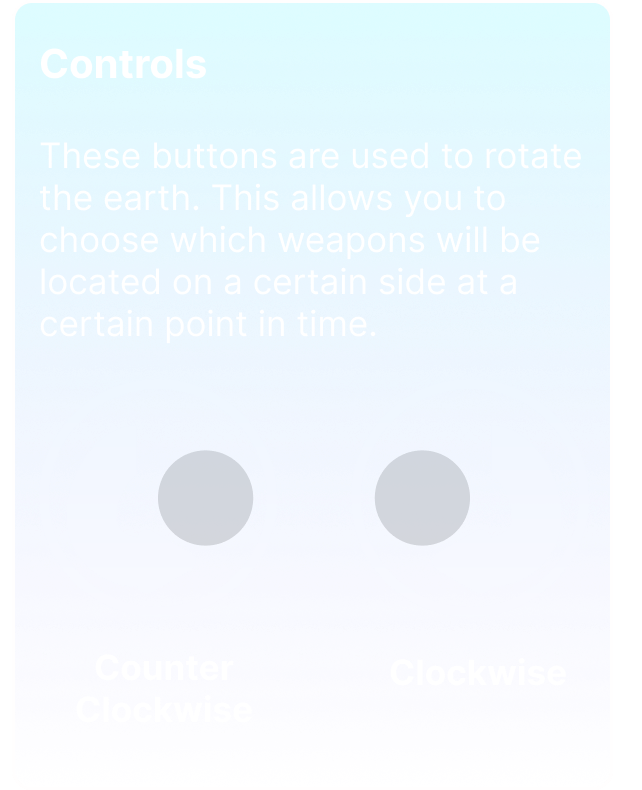 Controls
These buttons are used to rotate
the earth. This allows you to
choose which weapons will be
located on a certain side at a
certain point in time.
Counter
Clockwise
Clockwise